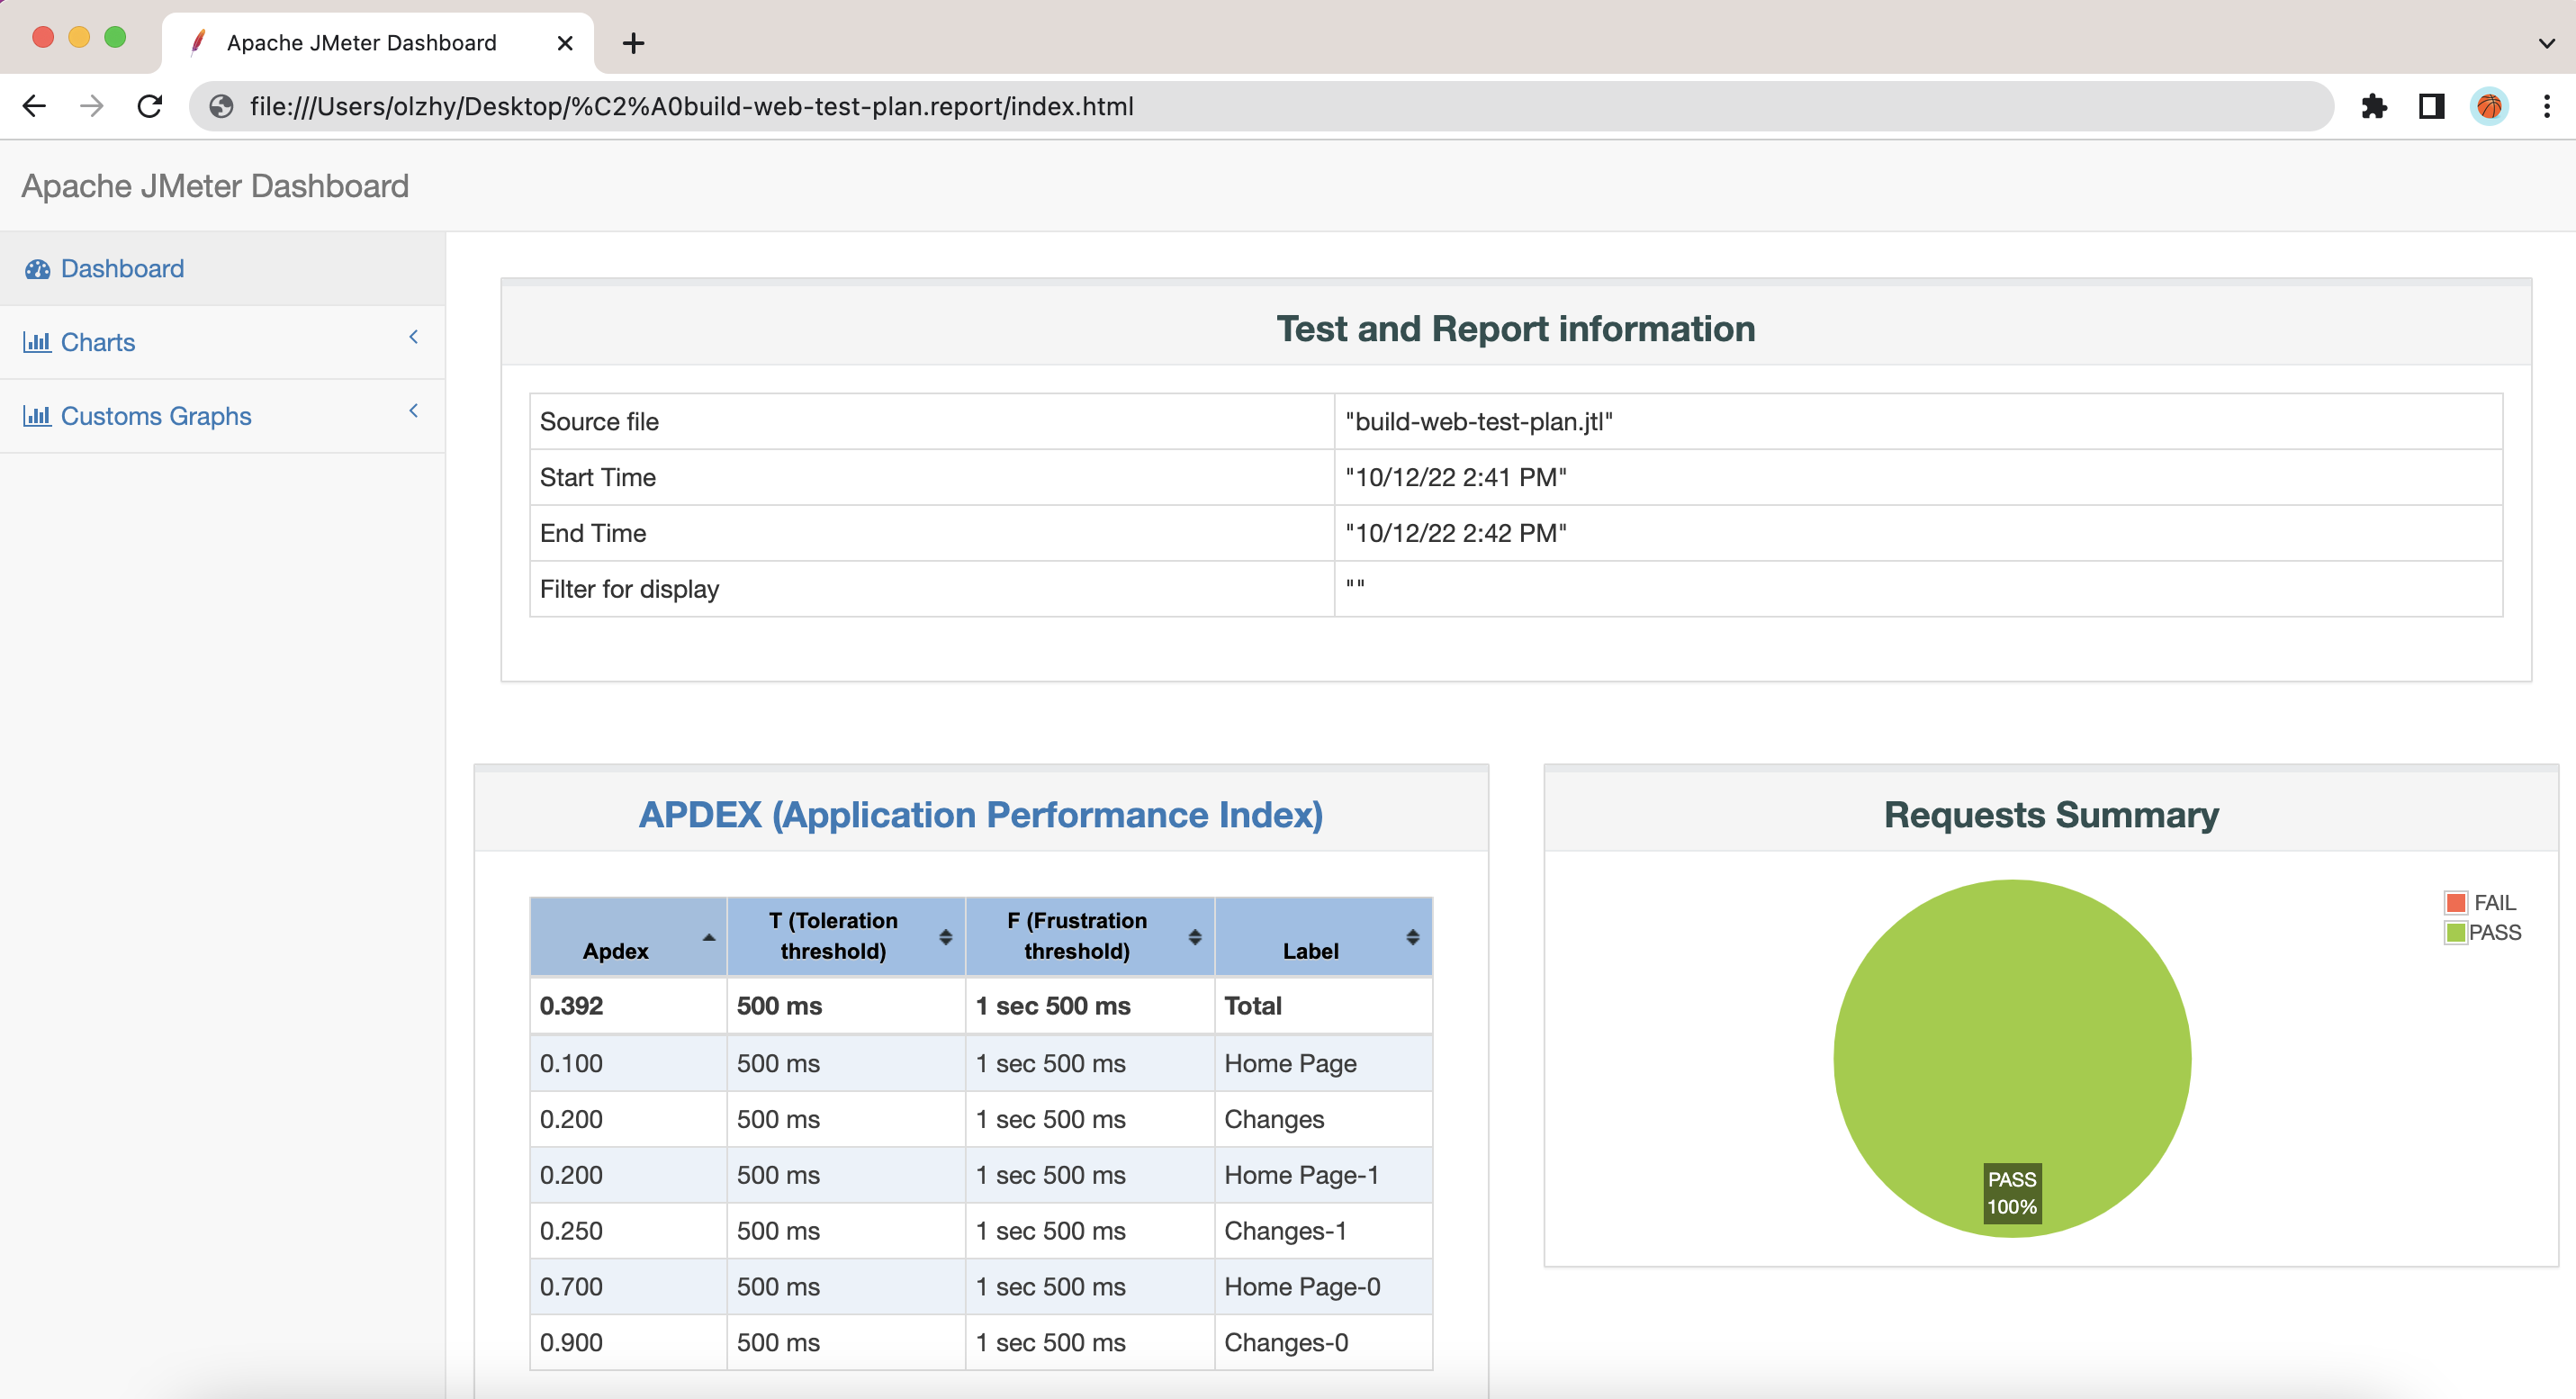 Apache JMeter Dashboard
file:///Users/olzhy/Desktop/%C2%A0build-web-test-plan.report/index.html
Apache JMeter Dashboard
Dashboard
Charts
Customs Graphs
Test and Report information
Source file "build-web-test-plan.jtl"
Start Time "10/12/22 2:41 PM"
End Time "10/12/22 2:42 PM"
Filter for display ""
APDEX (Application Performance Index)
Apdex T (Toleration threshold) F (Frustration threshold) Label
0.392 500 ms 1 sec 500 ms Total
0.100 500 ms 1 sec 500 ms Home Page
0.200 500 ms 1 sec 500 ms Changes
0.200 500 ms 1 sec 500 ms Home Page-1
0.250 500 ms 1 sec 500 ms Changes-1
0.700 500 ms 1 sec 500 ms Home Page-0
0.900 500 ms 1 sec 500 ms Changes-0
Requests Summary
FAIL
PASS
PASS
100%